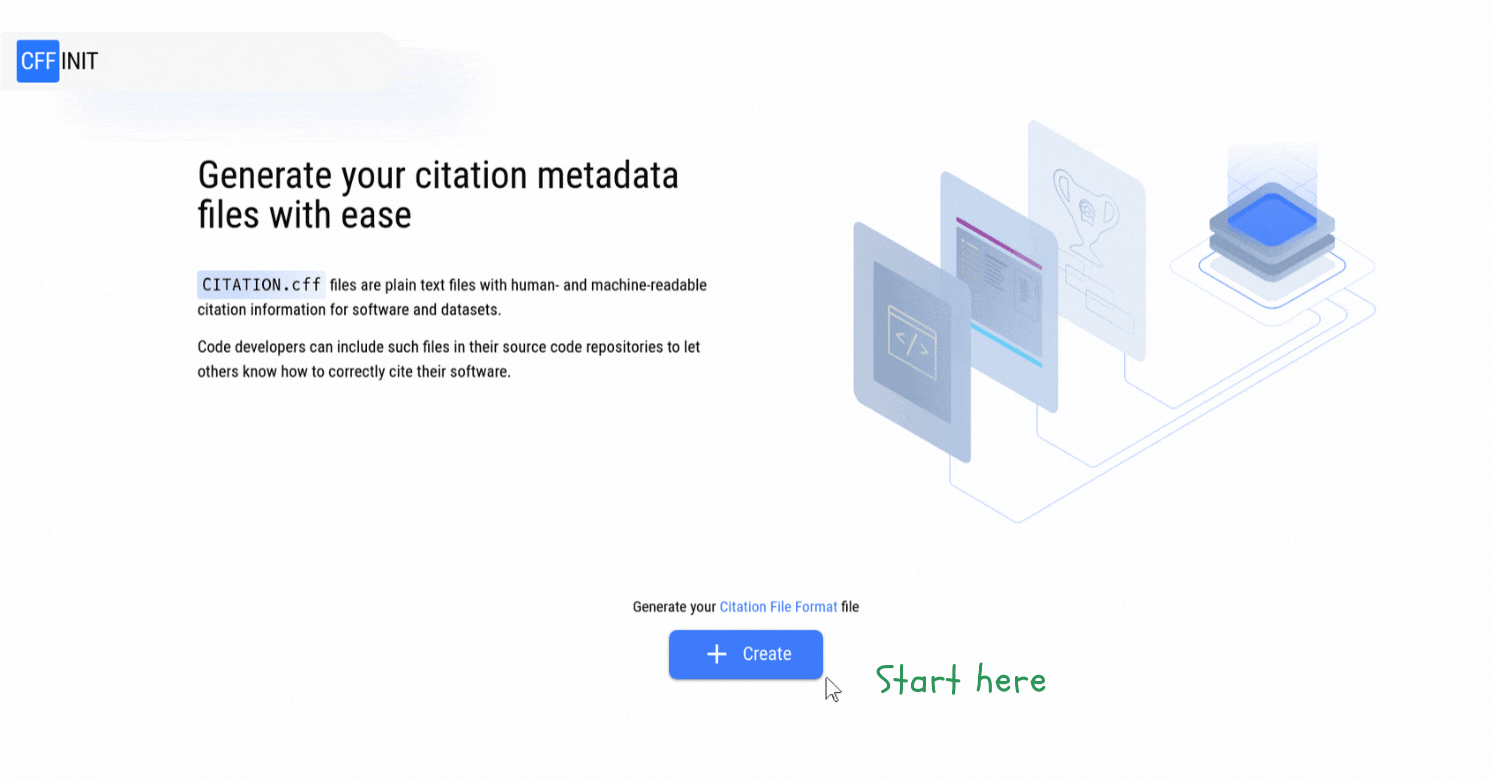 CFF INIT
Generate your citation metadata
files with ease
CITATION.cff files are plain text files with human- and machine-readable
citation information for software and datasets.
Code developers can include such files in their source code repositories to let
others know how to correctly cite their software.
</>
Generate your Citation File Format file
+ Create
Start here